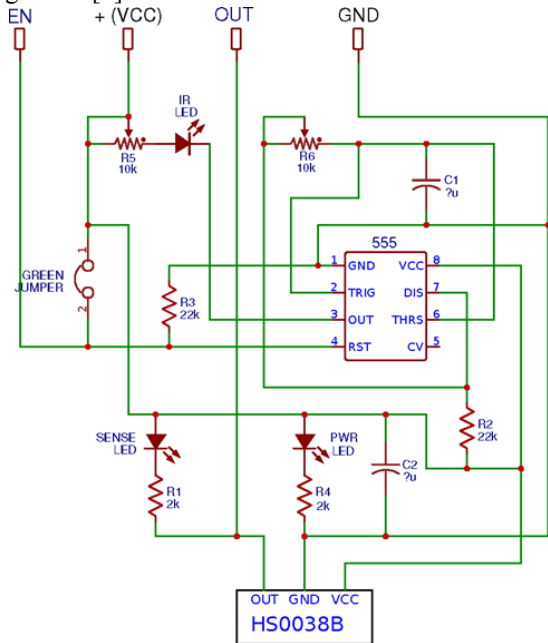 EN
+ (VCC)
OUT
GND
IR
LED
R5
10k
R6
10k
C1
?u
555
1 GND VCC 8
2 TRIG DIS 7
3 OUT THRS 6
4 RST CV 5
1
GREEN
JUMPER
2
R3
22k
SENSE
LED
PWR
LED
R2
22k
C2
?u
R1
2k
R4
2k
OUT GND VCC
HS0038B